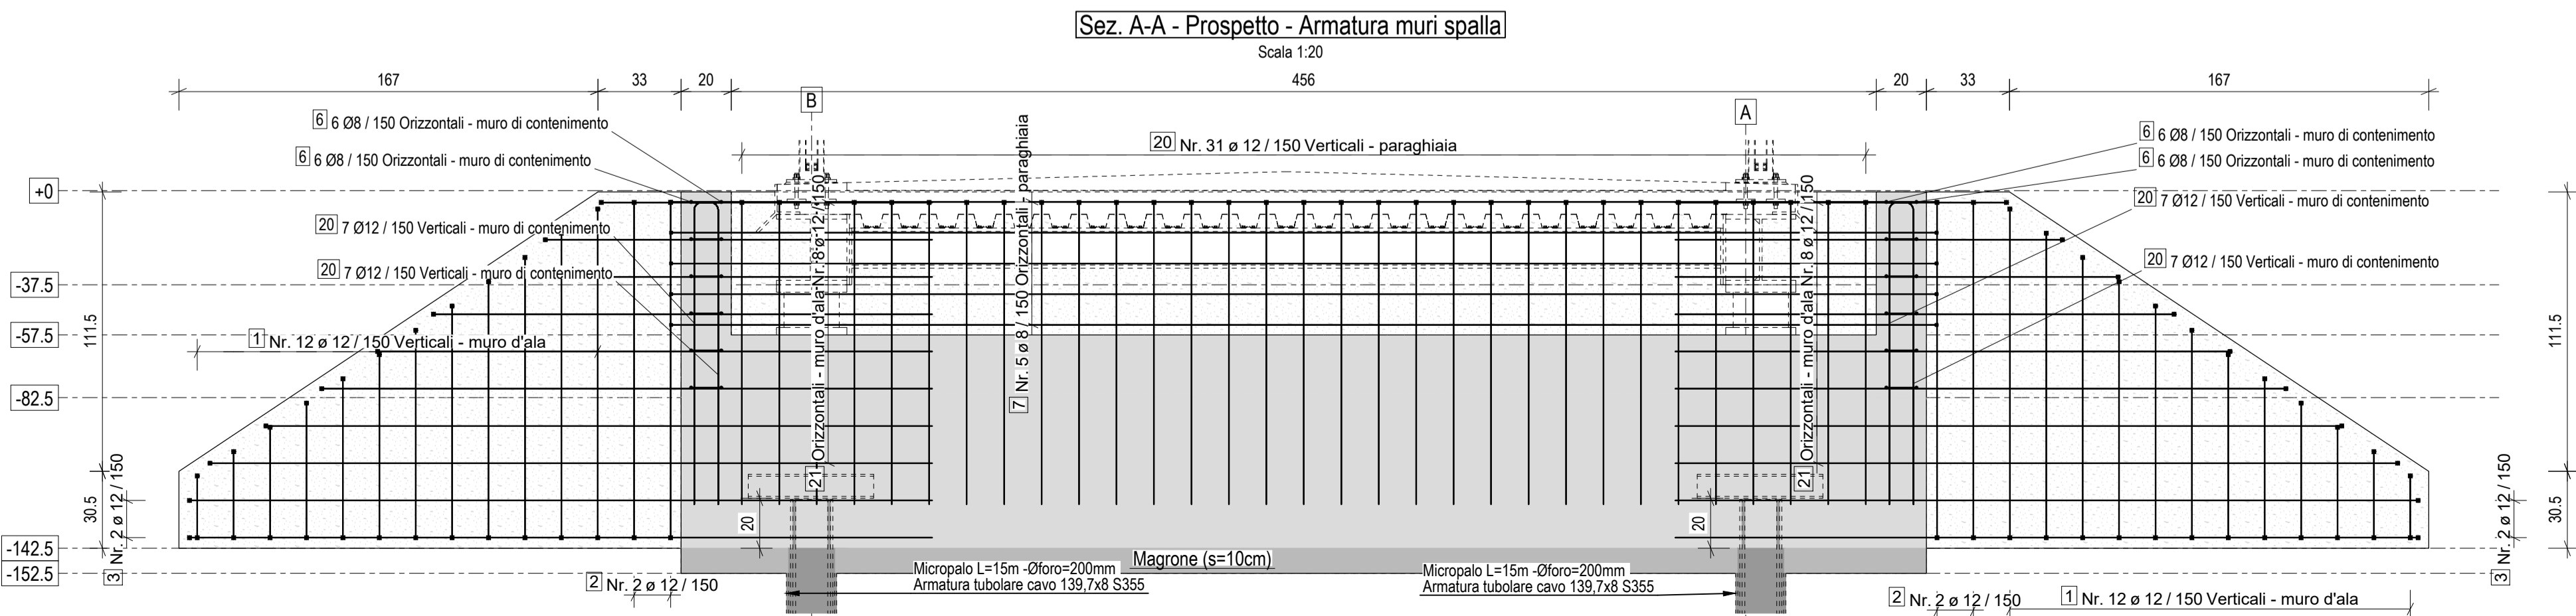 Sez. A-A - Prospetto - Armatura muri spalla
Scala 1:20
167
33
20
456
20
33
167
B
A
6 6 Ø8 / 150 Orizzontali - muro di contenimento
6 6 Ø8 / 150 Orizzontali - muro di contenimento
20 7 Ø12 / 150 Verticali - muro di contenimento
20 7 Ø12 / 150 Verticali - muro di contenimento
20 Nr. 31 ø 12 / 150 Verticali - paraghiaia
6 6 Ø8 / 150 Orizzontali - muro di contenimento
6 6 Ø8 / 150 Orizzontali - muro di contenimento
20 7 Ø12 / 150 Verticali - muro di contenimento
20 7 Ø12 / 150 Verticali - muro di contenimento
+0
-37.5
-57.5
-82.5
-142.5
-152.5
111.5
30.5
1 Nr. 12 ø 12 / 150 Verticali - muro d'ala
3 Nr. 2 ø 12 / 150
2 Nr. 2 ø 12 / 150
21 Orizzontali - muro d'ala Nr. 8 ø 12 / 150
7 Nr. 5 ø 8 / 150 Orizzontali - paraghiaia
21 Orizzontali - muro d'ala Nr. 8 ø 12 / 150
20
20
Magrone (s=10cm)
Micropalo L=15m -Øforo=200mm
Armatura tubolare cavo 139,7x8 S355
Micropalo L=15m -Øforo=200mm
Armatura tubolare cavo 139,7x8 S355
111.5
30.5
3 Nr. 2 ø 12 / 150
2 Nr. 2 ø 12 / 150
1 Nr. 12 ø 12 / 150 Verticali - muro d'ala